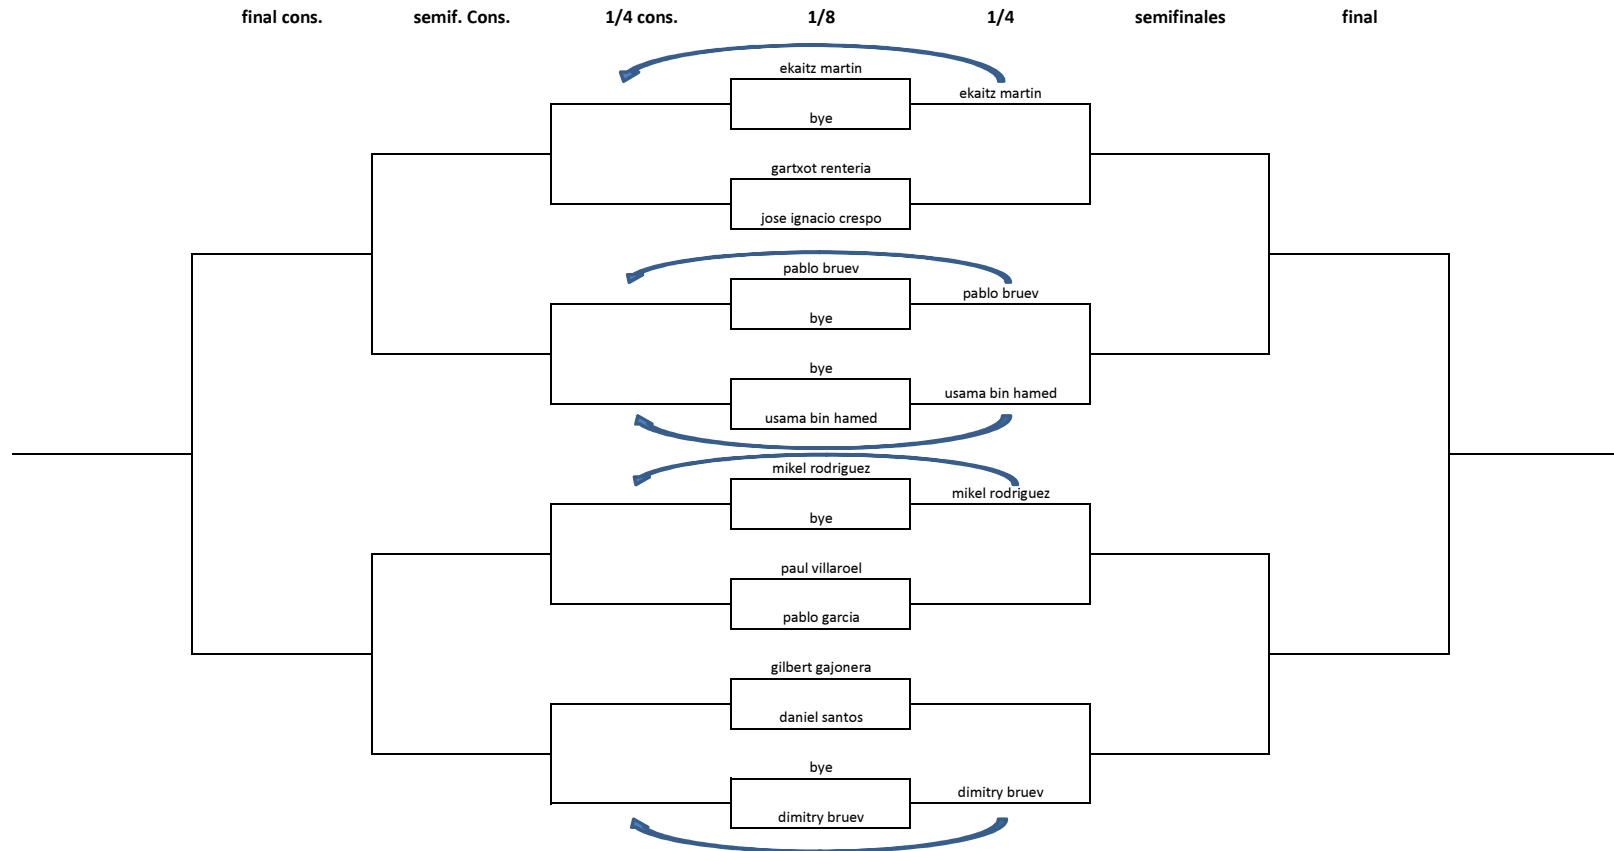 final cons. semif. Cons. 1/4 cons. 1/8 1/4 semifinales final
ekaitz martin
ekaitz martin
bye
gartxot renteria
jose ignacio crespo
pablo bruev
pablo bruev
bye
bye
usama bin hamed
usama bin hamed
mikel rodriguez
mikel rodriguez
bye
paul villaroel
pablo garcia
gilbert gajonera
daniel santos
bye
dimitry bruev
dimitry bruev